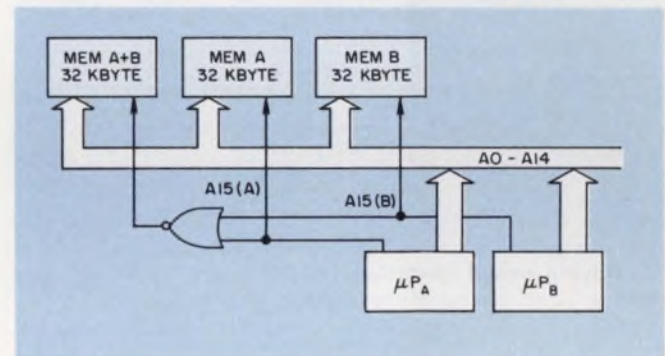 MEM A+B
32 KBYTE
MEM A
32 KBYTE
MEM B
32 KBYTE
A0 - A14
A15(A)
A15(B)
μPA
μPB